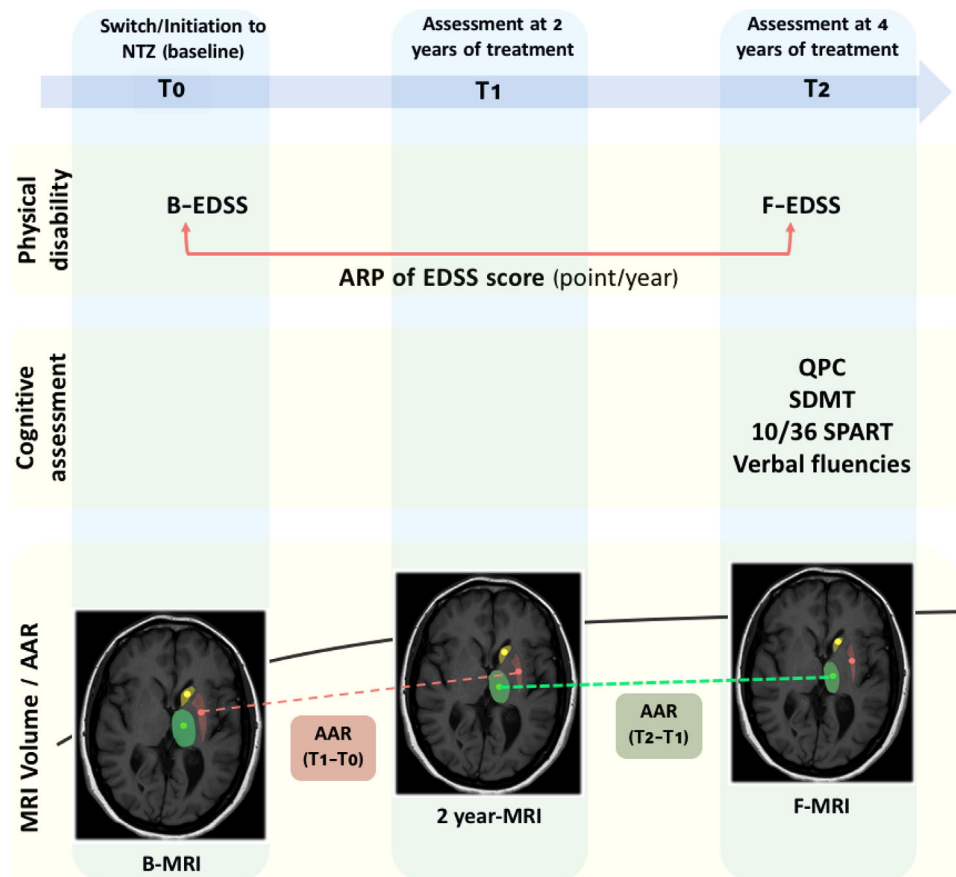 Switch/Initiation to
NTZ (baseline)
Assessment at 2
years of treatment
Assessment at 4
years of treatment
T0
T1
T2
Physical
disability
B-EDSS
F-EDSS
ARP of EDSS score (point/year)
Cognitive
assessment
QPC
SDMT
10/36 SPART
Verbal fluencies
MRI Volume / AAR
AAR
(T1-T0)
AAR
(T2-T1)
B-MRI
2 year-MRI
F-MRI